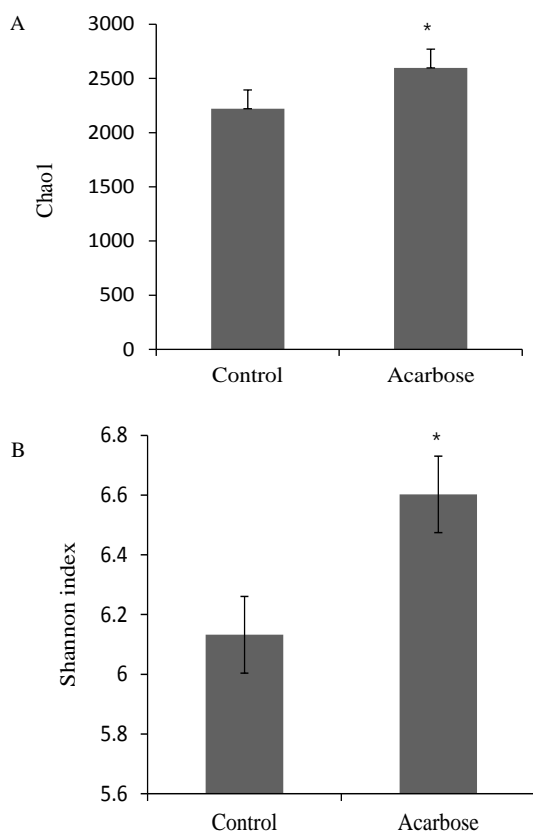 A
*
3000
2500
2000
1500
1000
500
0
Chao1
Control Acarbose
B
*
6.8
6.6
6.4
6.2
6
5.8
5.6
Shannon index
Control Acarbose